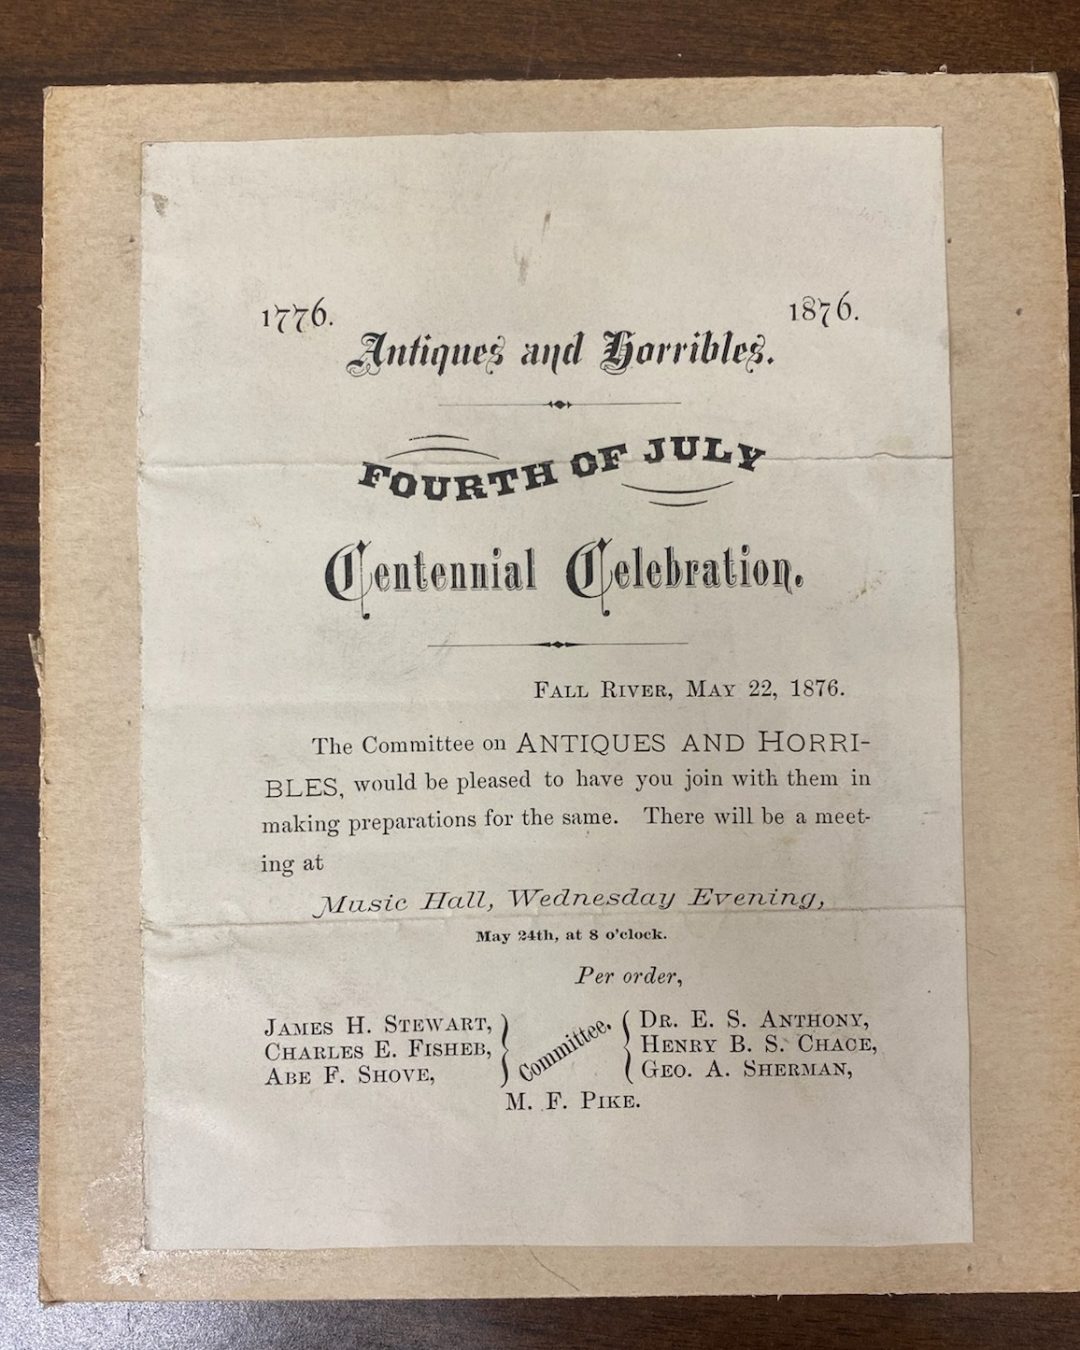 1776. 1876.
Antiques and Horribles.
FOURTH OF JULY
Centennial Celebration.
FALL RIVER, MAY 22, 1876.
The Committee on ANTIQUES AND HORRI-
BLES, would be pleased to have you join with them in
making preparations for the same. There will be a meet-
ing at
Music Hall, Wednesday Evening,
May 24th, at 8 o'clock.
Per order,
JAMES H. STEWART,
CHARLES E. FISHER,
ABE F. SHOVE,
Committee.
DR. E. S. ANTHONY,
HENRY B. S. CHACE,
GEO. A. SHERMAN,
M. F. PIKE.